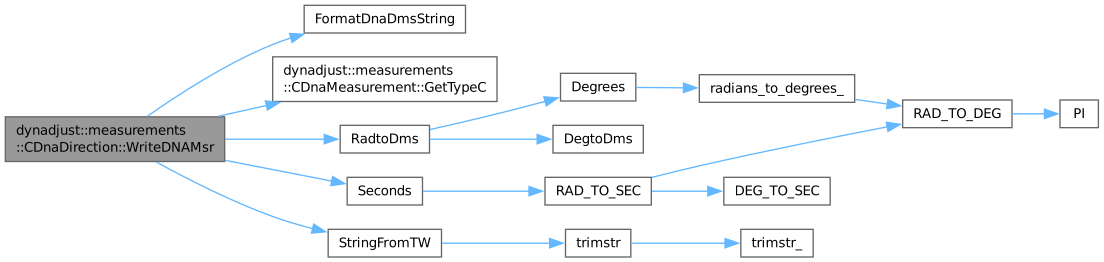 FormatDnaDmsString
dynadjust::measurements
::CDnaMeasurement::GetTypeC
Degrees
radians_to_degrees_
RAD_TO_DEG
PI
dynadjust::measurements
::CDnaDirection::WriteDNAMsr
RadtoDms
DegtoDms
Seconds
RAD_TO_SEC
DEG_TO_SEC
StringFromTW
trimstr
trimstr_